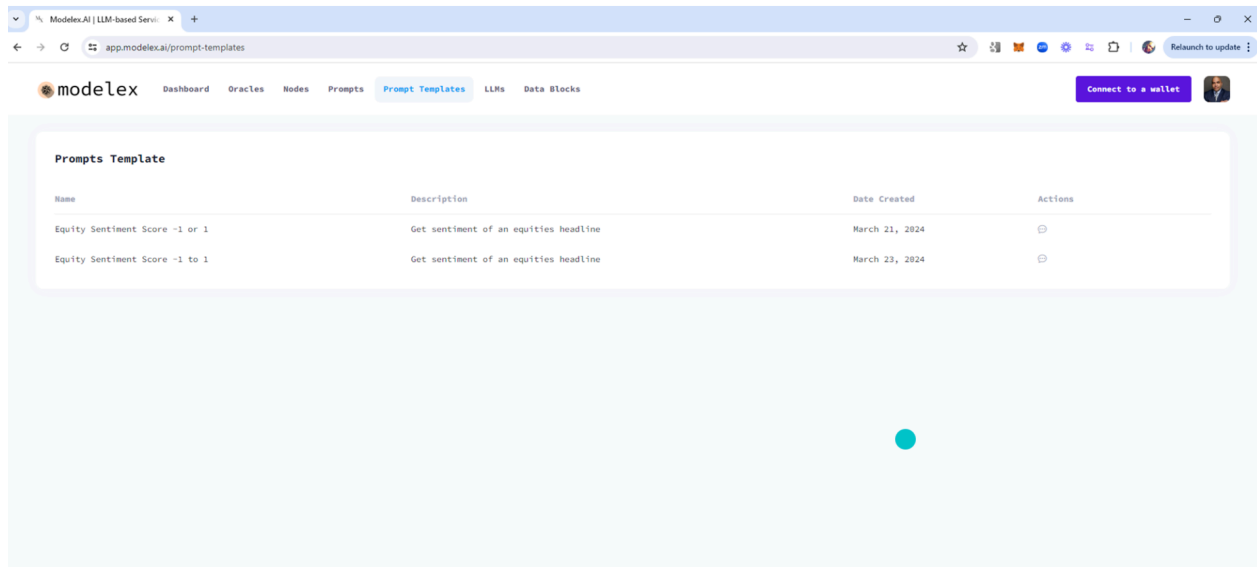 Modelex.AI | LLM-based Servic
app.modelex.ai/prompt-templates
Relaunch to update
modelex Dashboard Oracles Nodes Prompts Prompt Templates LLMs Data Blocks Connect to a wallet
Prompts Template
Name Description Date Created Actions
Equity Sentiment Score -1 or 1 Get sentiment of an equities headline March 21, 2024
Equity Sentiment Score -1 to 1 Get sentiment of an equities headline March 23, 2024